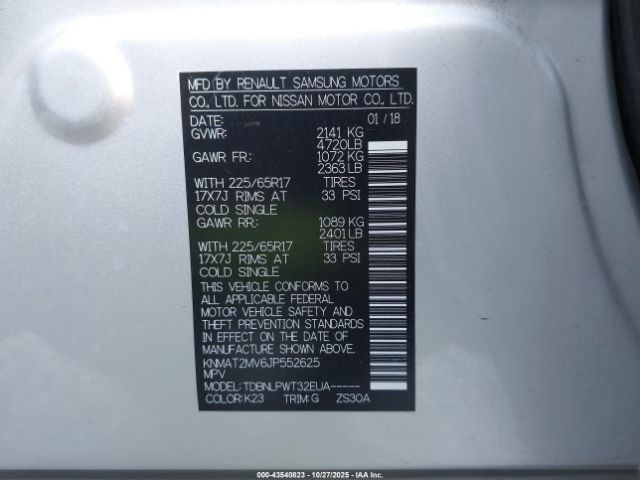 MFD BY RENAULT SAMSUNG MOTORS
CO., LTD. FOR NISSAN MOTOR CO., LTD.
DATE: 01 / 18
GVWR: 2141 KG
4720LB
GAWR FR: 1072 KG
2363 LB
WITH 225/65R17 TIRES
17X7J RIMS AT 33 PSI
COLD SINGLE
GAWR RR: 1089 KG
2401 LB
WITH 225/65R17 TIRES
17X7J RIMS AT 33 PSI
COLD SINGLE
THIS VEHICLE CONFORMS TO
ALL APPLICABLE FEDERAL
MOTOR VEHICLE SAFETY AND
THEFT PREVENTION STANDARDS
IN EFFECT ON THE DATE OF
MANUFACTURE SHOWN ABOVE.
KNMAT2MV6JP552625
MPV
MODEL: TDBNLPWT32EUA-----
COLOR:K23 TRIM:G ZS30A
000-43540823 - 10/27/2025 - IAA Inc.